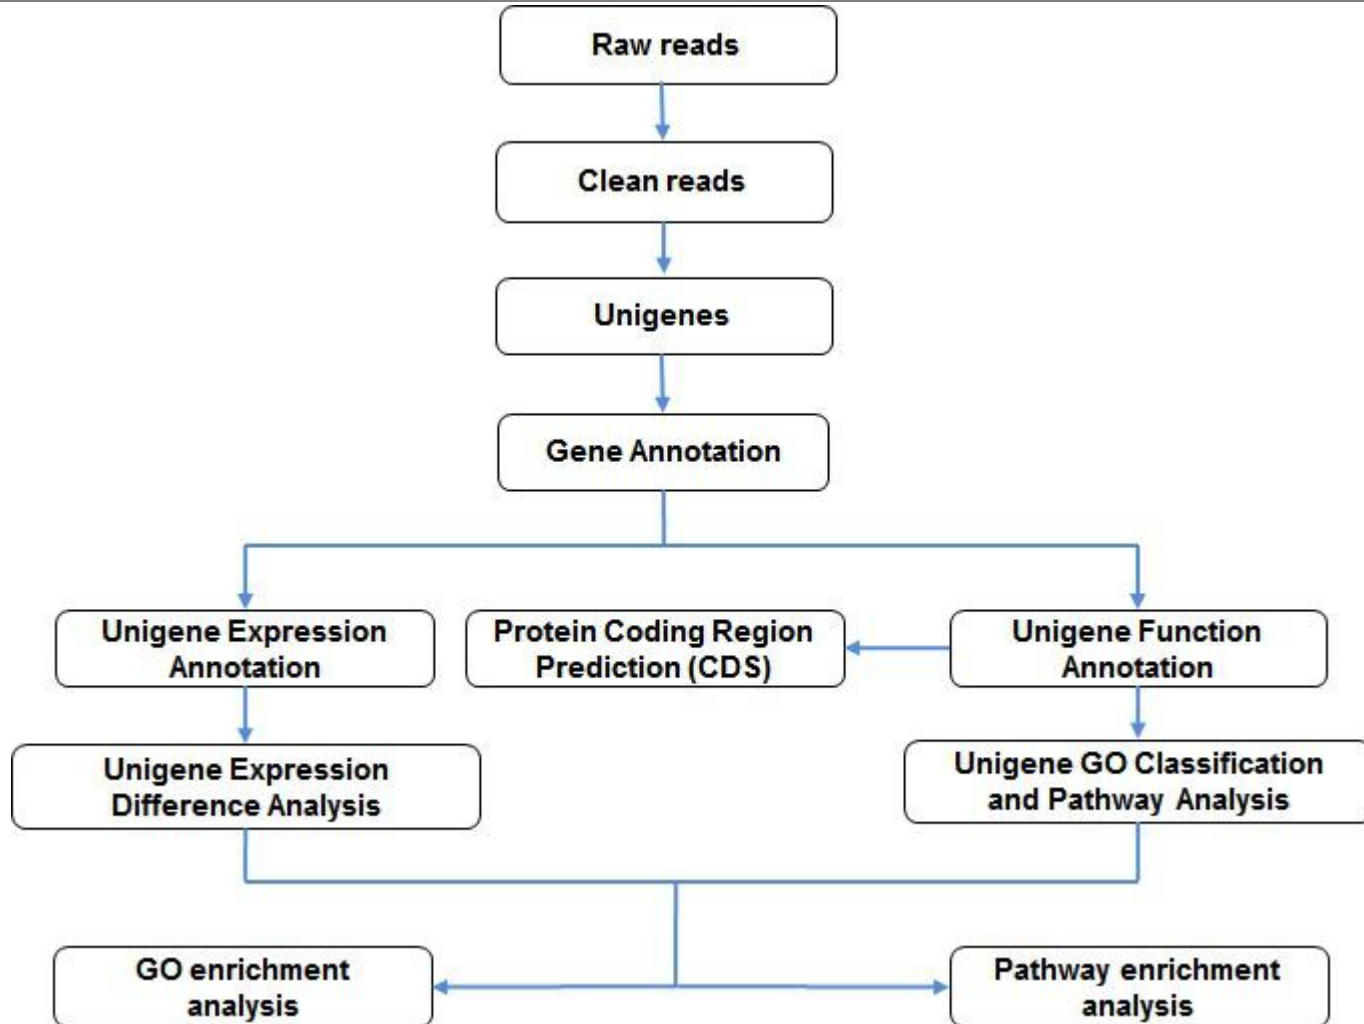 Raw reads
Clean reads
Unigenes
Gene Annotation
Unigene Expression
Annotation
Protein Coding Region
Prediction (CDS)
Unigene Function
Annotation
Unigene Expression
Difference Analysis
Unigene GO Classification
and Pathway Analysis
GO enrichment
analysis
Pathway enrichment
analysis